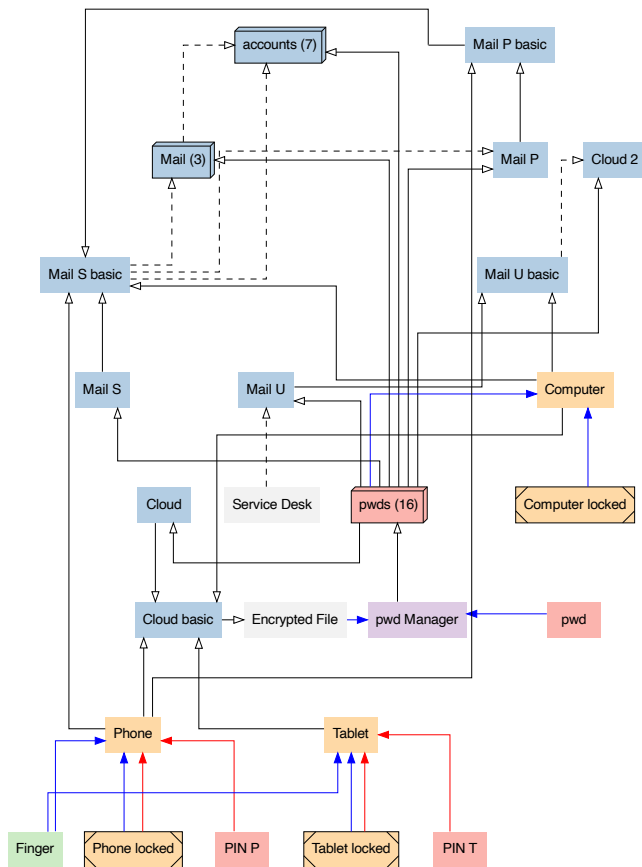 accounts (7)
Mail P basic
Mail (3)
Mail P
Cloud 2
Mail S basic
Mail U basic
Mail S
Mail U
Computer
Cloud
Service Desk
pwds (16)
Computer locked
Cloud basic
Encrypted File
pwd Manager
pwd
Phone
Tablet
Finger
Phone locked
PIN P
Tablet locked
PIN T